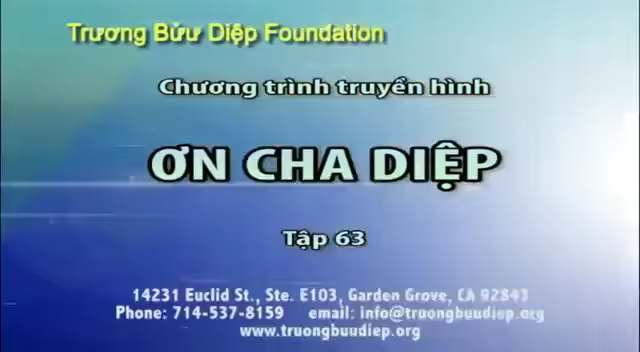 Trương Bửu Diệp Foundation
Chương trình truyền hình
ƠN CHA DIỆP
Tập 63
14231 Euclid St., Ste. E103, Garden Grove, CA 92843
Phone: 714-537-8159 email: info@truongbuudiep.org
www.truongbuudiep.org